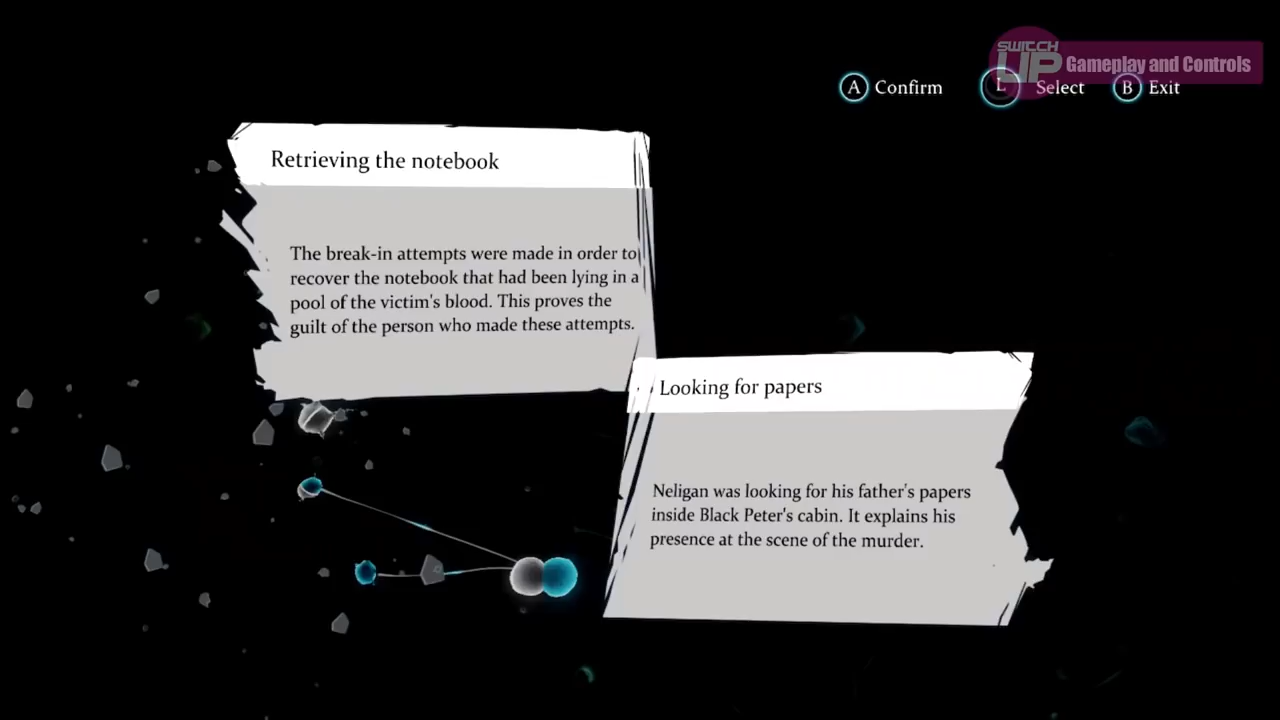 SWITCH
UP Gameplay and Controls
A Confirm L Select B Exit
Retrieving the notebook
The break-in attempts were made in order to
recover the notebook that had been lying in a
pool of the victim's blood. This proves the
guilt of the person who made these attempts.
Looking for papers
Neligan was looking for his father's papers
inside Black Peter's cabin. It explains his
presence at the scene of the murder.